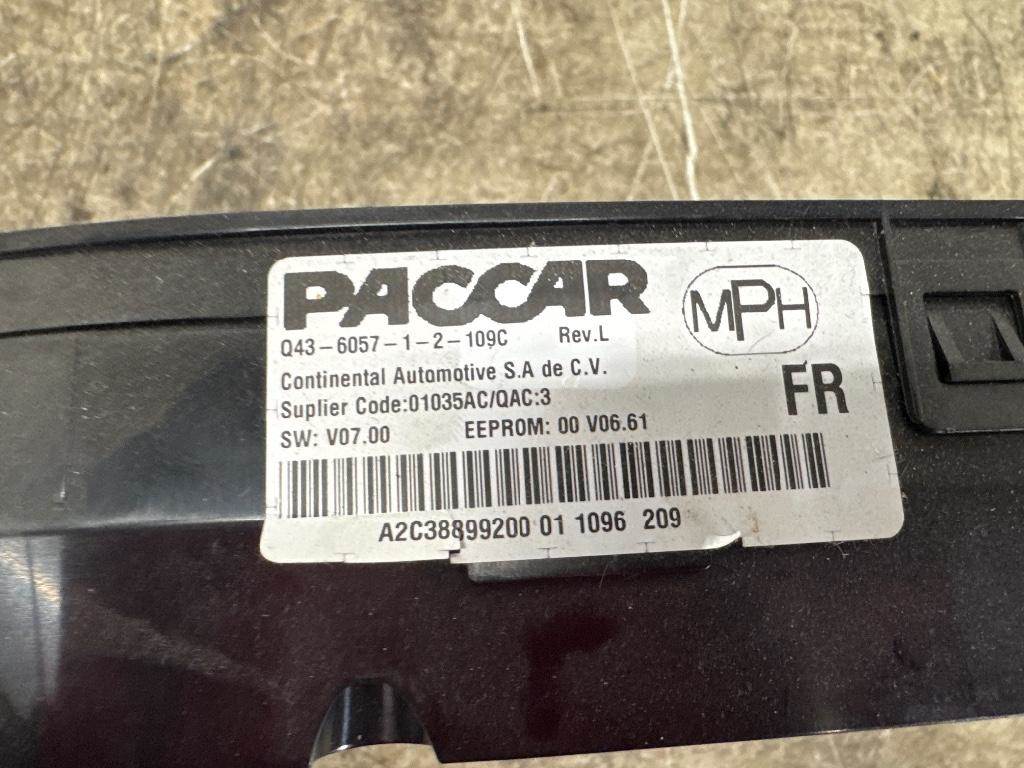 PACCAR
MPH
Q43-6057-1-2-109C Rev.L
Continental Automotive S.A de C.V.
FR
Suplier Code:01035AC/QAC:3
SW: V07.00 EEPROM: 00 V06.61
A2C38899200 01 1096 209